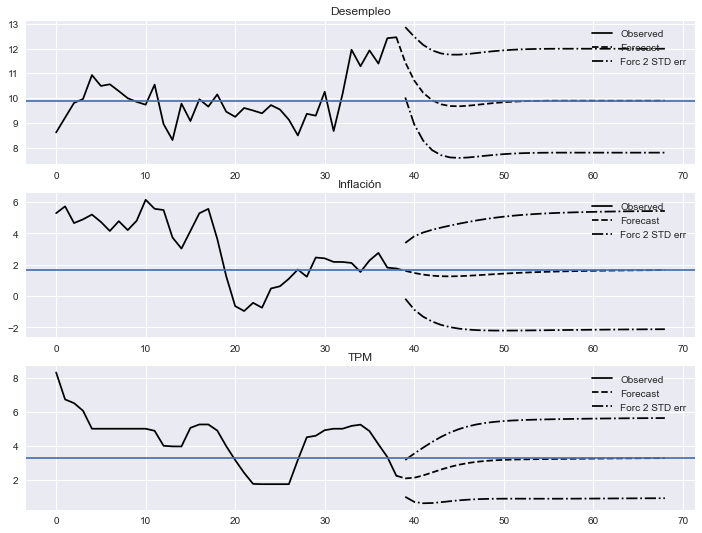 Desempleo
13
12
11
10
9
8
Observed
Forecast
Forc 2 STD err
0 10 20 30 40 50 60 70
Inflación
6
4
2
0
−2
Observed
Forecast
Forc 2 STD err
0 10 20 30 40 50 60 70
TPM
8
6
4
2
Observed
Forecast
Forc 2 STD err
0 10 20 30 40 50 60 70